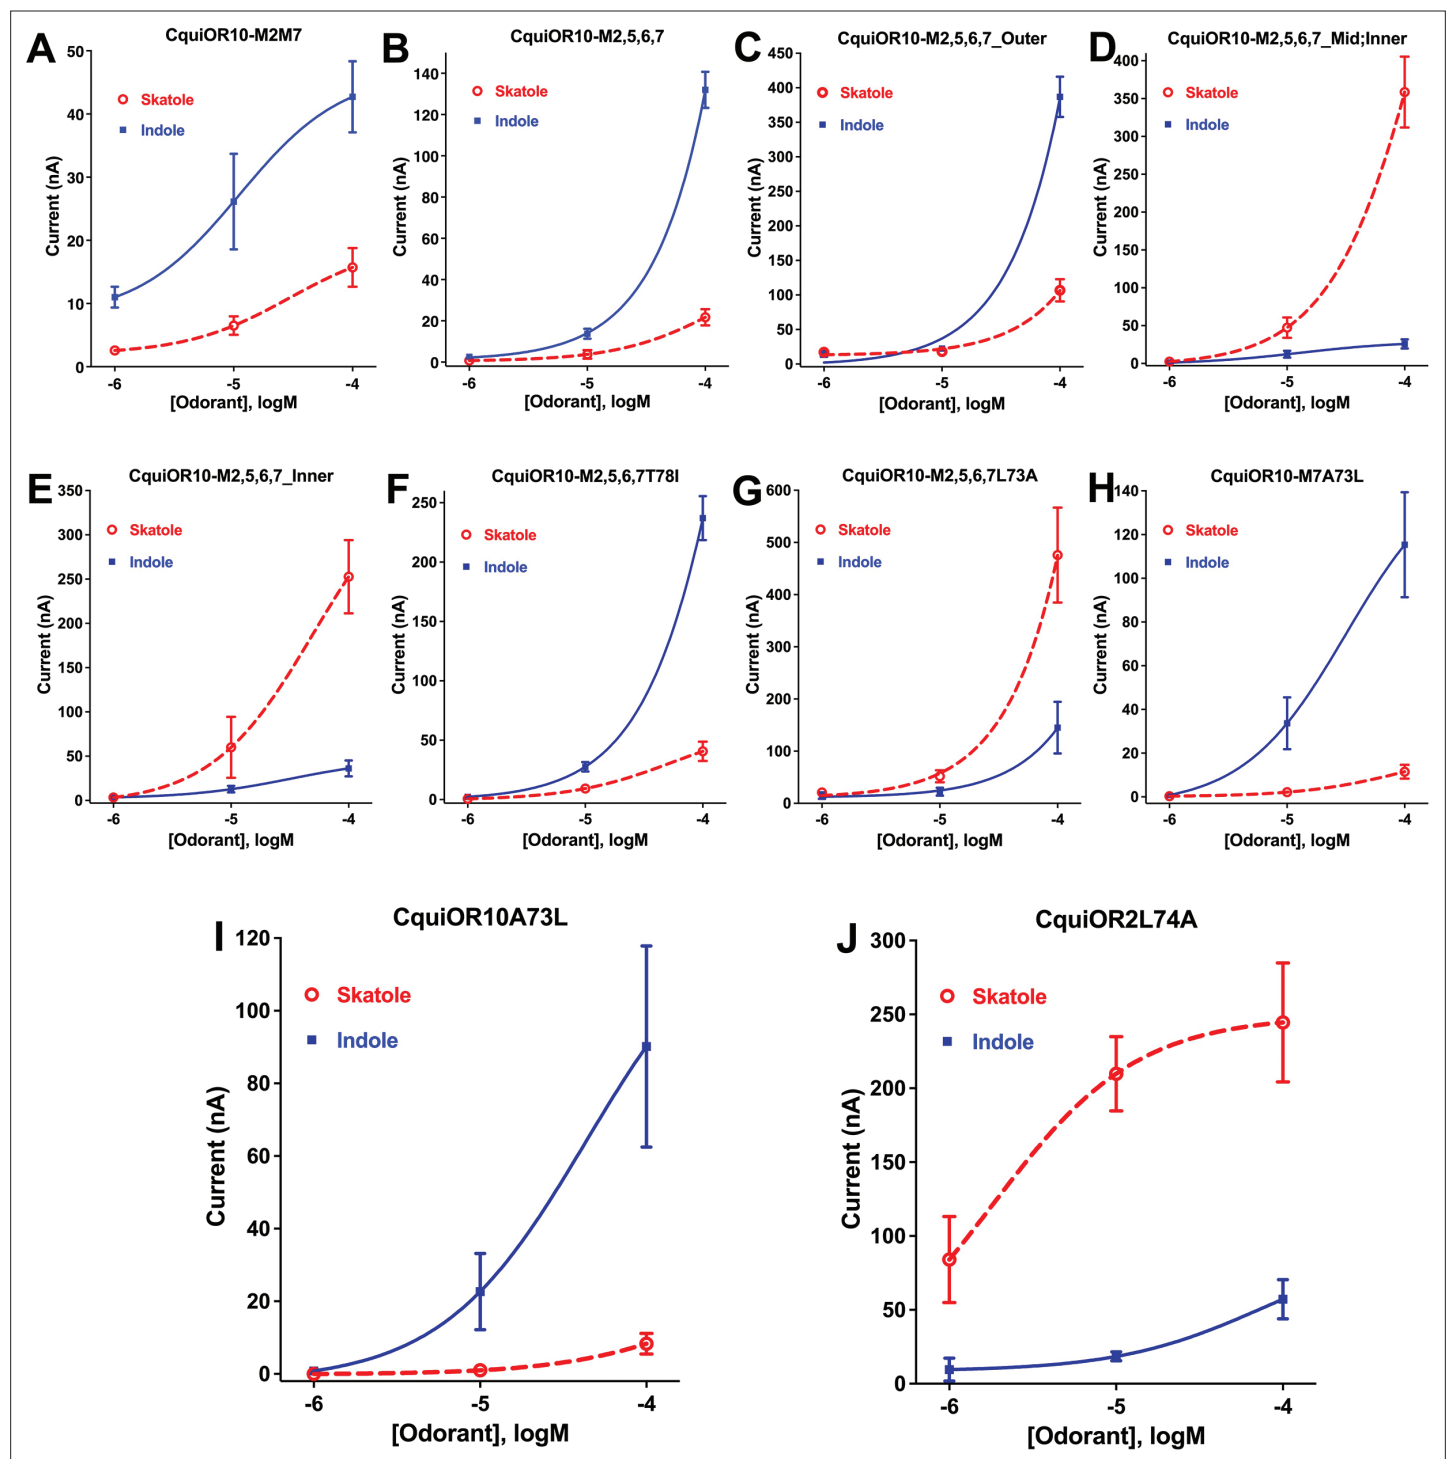 A
CquiOR10-M2M7
Skatole
Indole
Current (nA)
50
40
30
20
10
0
-6 -5 -4
[Odorant], logM
B
CquiOR10-M2,5,6,7
Skatole
Indole
Current (nA)
140
120
100
80
60
40
20
0
-6 -5 -4
[Odorant], logM
C
CquiOR10-M2,5,6,7_Outer
Skatole
Indole
Current (nA)
450
400
350
300
250
200
150
100
50
0
-6 -5 -4
[Odorant], logM
D
CquiOR10-M2,5,6,7_Mid;Inner
Skatole
Indole
Current (nA)
400
350
300
250
200
150
100
50
0
-6 -5 -4
[Odorant], logM
E
CquiOR10-M2,5,6,7_Inner
Skatole
Indole
Current (nA)
350
300
250
200
150
100
50
0
-6 -5 -4
[Odorant], logM
F
CquiOR10-M2,5,6,7T78I
Skatole
Indole
Current (nA)
250
200
150
100
50
0
-6 -5 -4
[Odorant], logM
G
CquiOR10-M2,5,6,7L73A
Skatole
Indole
Current (nA)
600
500
400
300
200
100
0
-6 -5 -4
[Odorant], logM
H
CquiOR10-M7A73L
Skatole
Indole
Current (nA)
140
120
100
80
60
40
20
0
-6 -5 -4
[Odorant], logM
I
CquiOR10A73L
Skatole
Indole
Current (nA)
120
100
80
60
40
20
0
-6 -5 -4
[Odorant], logM
J
CquiOR2L74A
Skatole
Indole
Current (nA)
300
250
200
150
100
50
0
-6 -5 -4
[Odorant], logM